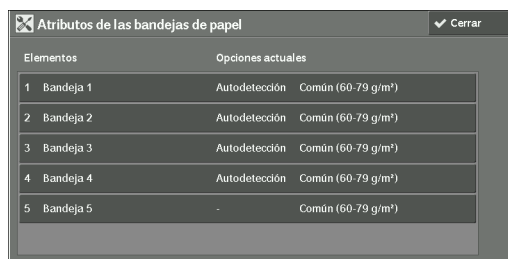 Atributos de las bandejas de papel
Cerrar
Elementos Opciones actuales
1 Bandeja 1 Autodetección Común (60-79 g/m²)
2 Bandeja 2 Autodetección Común (60-79 g/m²)
3 Bandeja 3 Autodetección Común (60-79 g/m²)
4 Bandeja 4 Autodetección Común (60-79 g/m²)
5 Bandeja 5 - Común (60-79 g/m²)